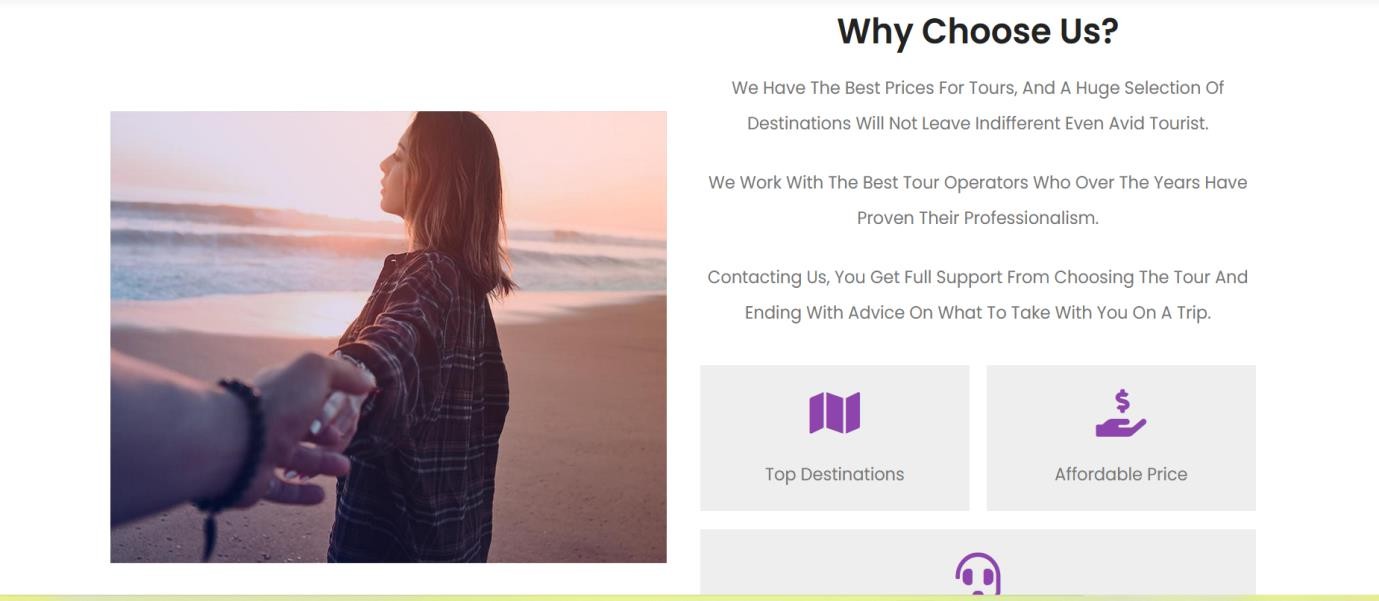 Why Choose Us?
We Have The Best Prices For Tours, And A Huge Selection Of
Destinations Will Not Leave Indifferent Even Avid Tourist.
We Work With The Best Tour Operators Who Over The Years Have
Proven Their Professionalism.
Contacting Us, You Get Full Support From Choosing The Tour And
Ending With Advice On What To Take With You On A Trip.
Top Destinations
Affordable Price